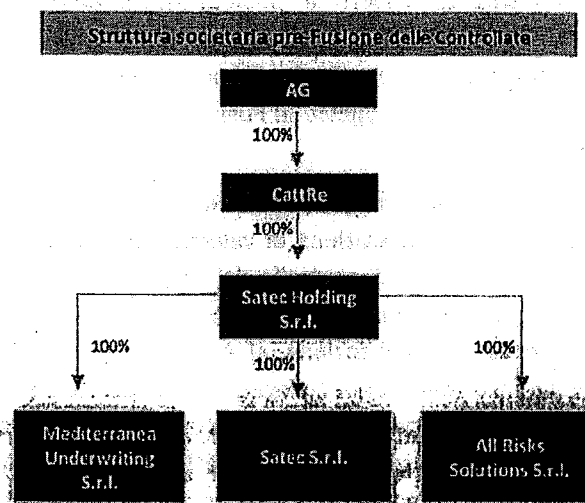 Struttura societaria pre-Fusione delle Controllate
AG
100%
CattRe
100%
Satec Holding
S.r.l.
100%
100%
100%
Mediterranea
Underwriting
S.r.l.
Satec S.r.l.
All Risks
Solutions S.r.l.